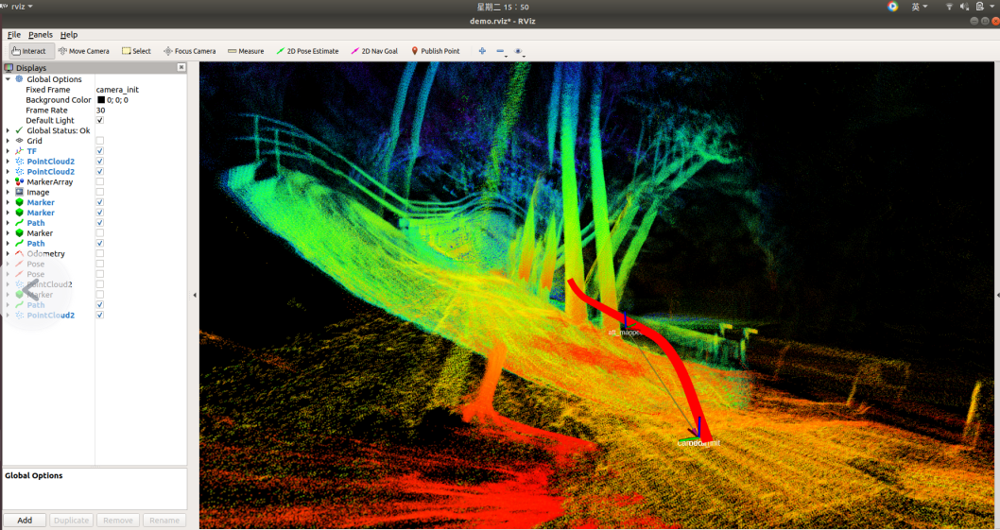 rviz
星期二 15：50
英
demo.rviz* - RViz
File Panels Help
Interact Move Camera Select Focus Camera Measure 2D Pose Estimate 2D Nav Goal Publish Point
Displays
Global Options
Fixed Frame camera_init
Background Color 0; 0; 0
Frame Rate 30
Default Light
Global Status: Ok
Grid
TF
PointCloud2
PointCloud2
MarkerArray
Image
Marker
Marker
Path
Marker
Path
Odometry
Pose
Pose
PointCloud2
Marker
Path
PointCloud2
Global Options
Add Duplicate Remove Rename